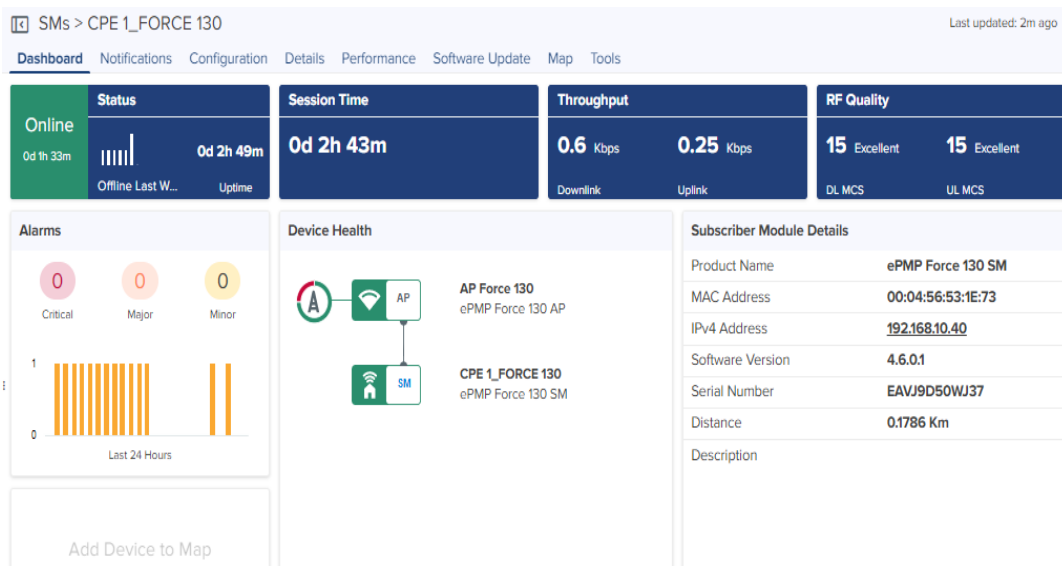 SMs > CPE 1_FORCE 130
Last updated: 2m ago
Dashboard Notifications Configuration Details Performance Software Update Map Tools
Online
0d 1h 33m
Status
0d 2h 49m
Offline Last W...
Uptime
Session Time
0d 2h 43m
Throughput
0.6 Kbps 0.25 Kbps
Downlink Uplink
RF Quality
15 Excellent 15 Excellent
DL MCS UL MCS
Alarms
0 0 0
Critical Major Minor
1
0
Last 24 Hours
Add Device to Map
Device Health
AP
AP Force 130
ePMP Force 130 AP
SM
CPE 1_FORCE 130
ePMP Force 130 SM
Subscriber Module Details
Product Name ePMP Force 130 SM
MAC Address 00:04:56:53:1E:73
IPv4 Address 192.168.10.40
Software Version 4.6.0.1
Serial Number EAVJ9D50WJ37
Distance 0.1786 Km
Description